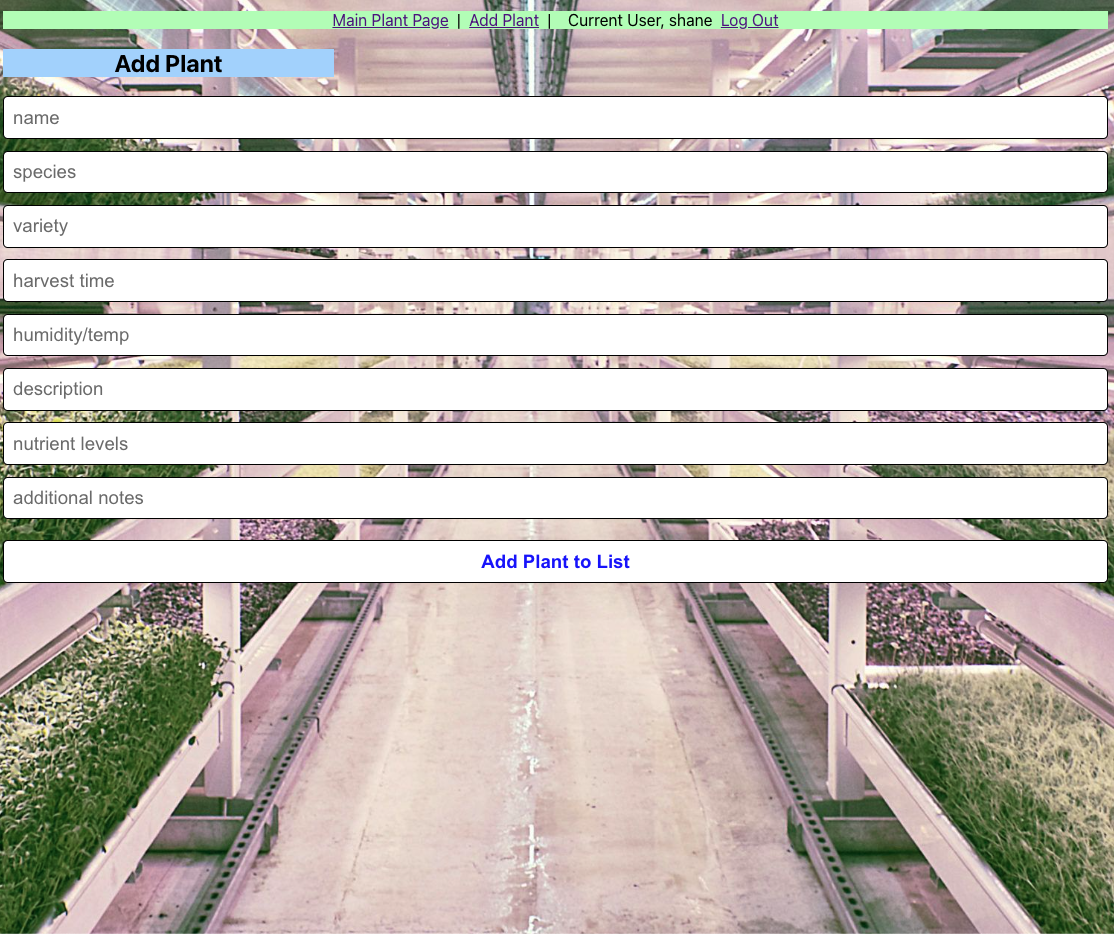 Main Plant Page | Add Plant | Current User, shane Log Out
Add Plant
name
species
variety
harvest time
humidity/temp
description
nutrient levels
additional notes
Add Plant to List